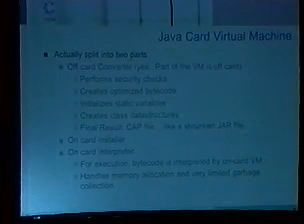 Java Card Virtual Machine
Actually split into two parts
Off card Converter (yes, Part of the VM is off card)
Performs security checks
Creates optimized bytecode
Initializes static variables
Creates class datastructures
Final Result: CAP file like a shrunken JAR file
On card installer
On card interpreter
For execution, bytecode is interpreted by on-card VM
Handles memory allocation and very limited garbage
collection